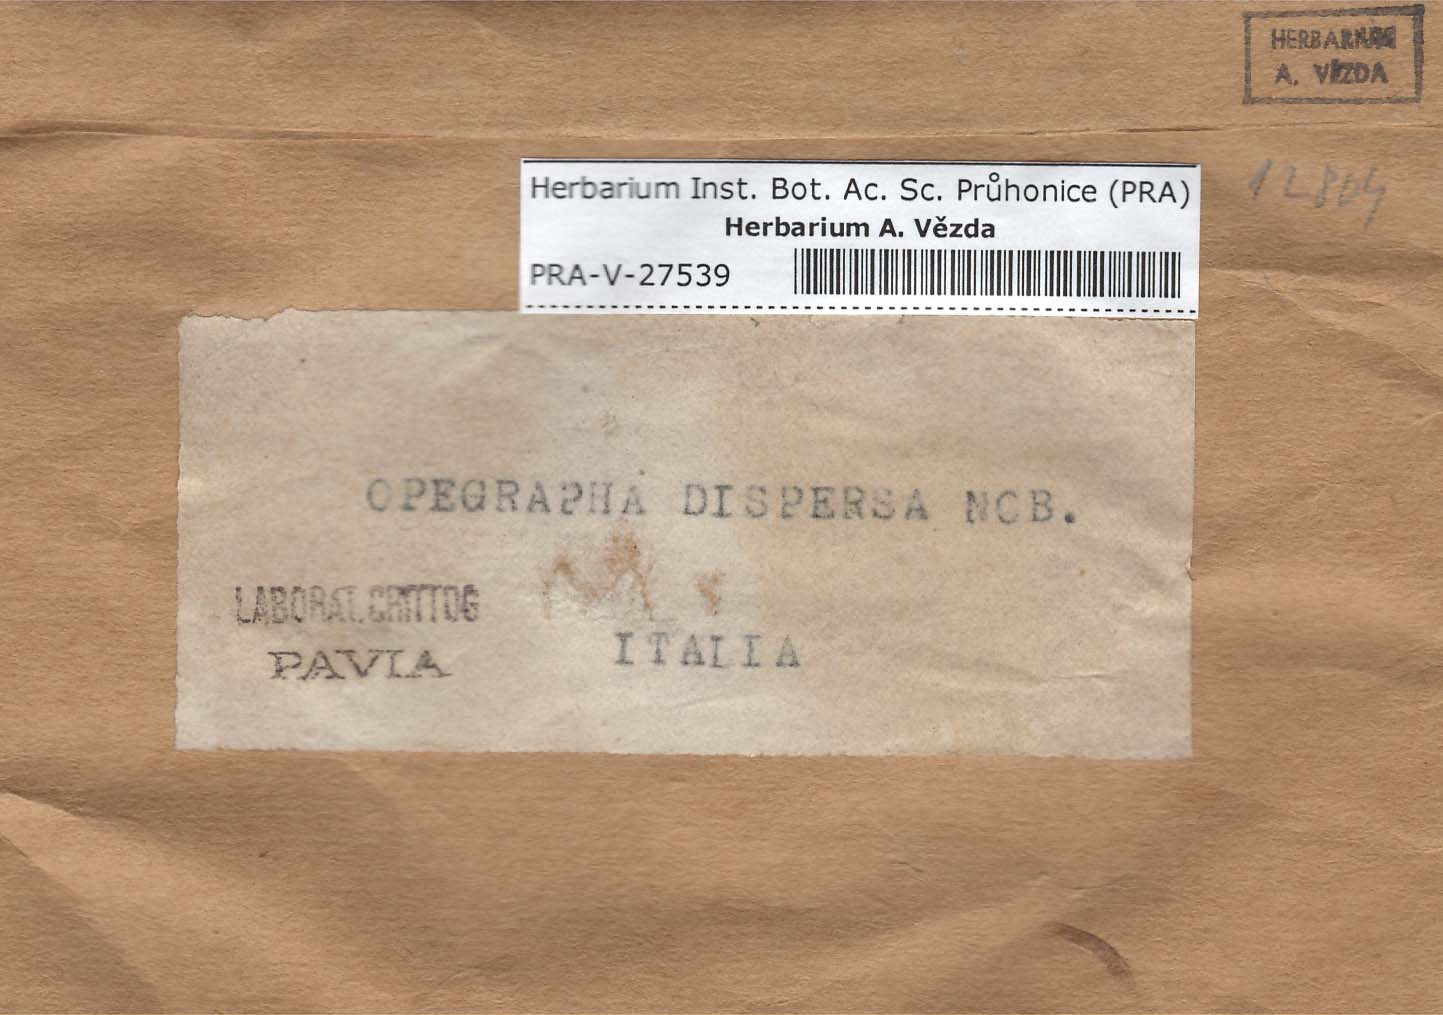 HERBARIUM
A. VĚZDA
Herbarium Inst. Bot. Ac. Sc. Průhonice (PRA)
Herbarium A. Vězda
PRA-V-27539
12804
OPEGRAPHA DISPERSA NOB.
LABORAT. CRITTOG
PAVIA
ITALIA